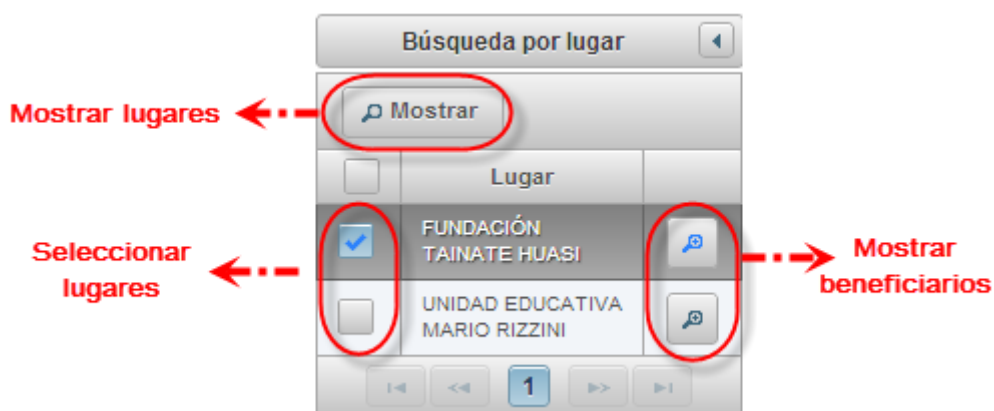 Búsqueda por lugar
Mostrar lugares
Mostrar
Lugar
Seleccionar
lugares
FUNDACIÓN
TAINATE HUASI
Mostrar
beneficiarios
UNIDAD EDUCATIVA
MARIO RIZZINI
1